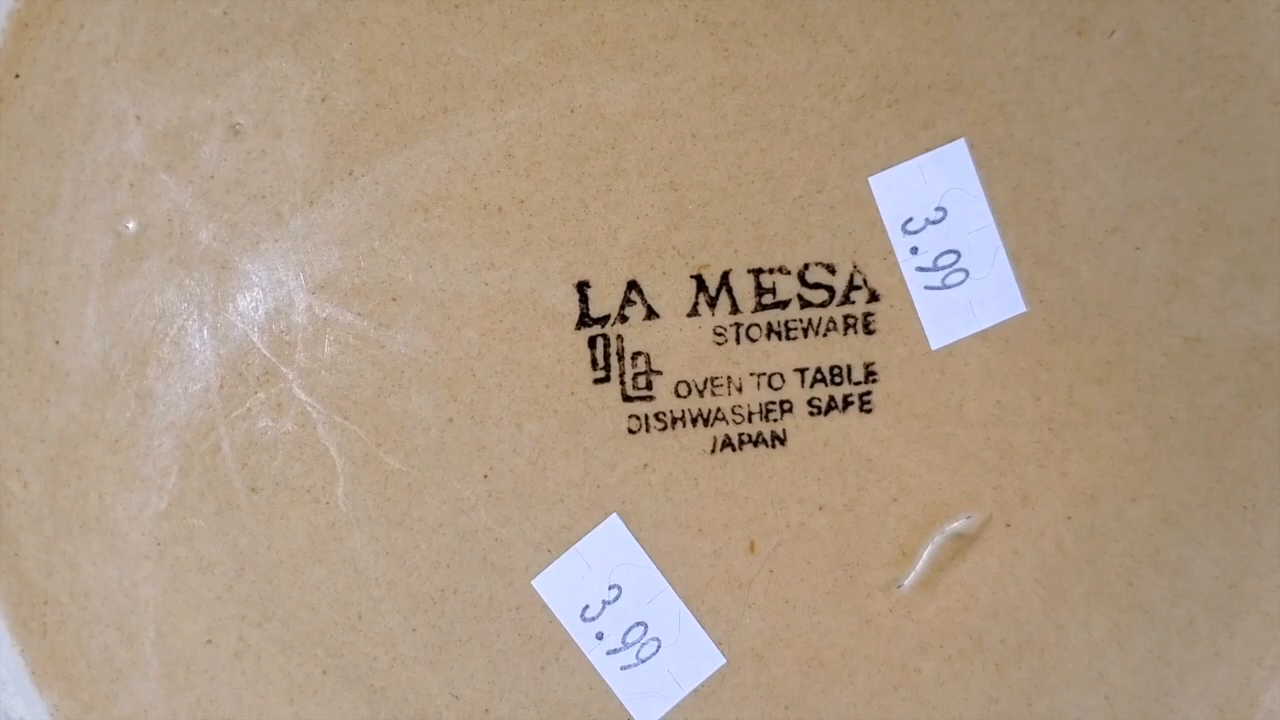 LA MESA
STONEWARE
OVEN TO TABLE
DISHWASHER SAFE
JAPAN
3.99
3.99